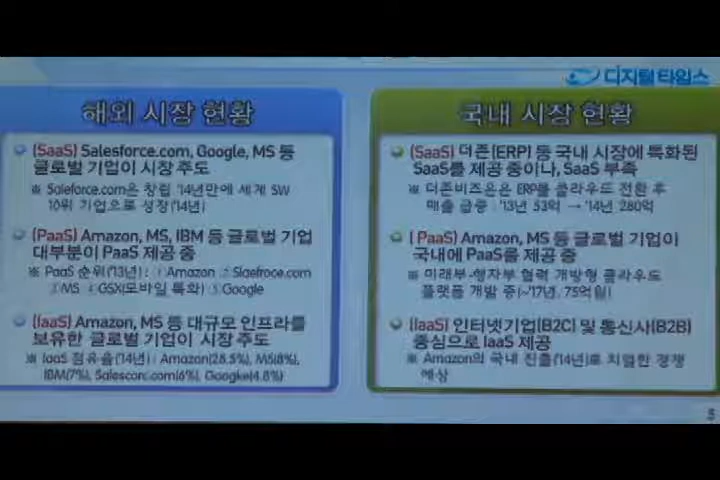 디지털타임스
해외 시장 현황
(SaaS) Salesforce.com, Google, MS 등
글로벌 기업이 시장 주도
※ Saleforce.com은 창립 '14년만에 세계 SW
10위 기업으로 성장('14년)
(PaaS) Amazon, MS, IBM 등 글로벌 기업
대부분이 PaaS 제공 중
※ PaaS 순위('13년) : ①Amazon ②Slaefroce.com
③MS ④GSX(모바일 특화) ⑤Google
(IaaS) Amazon, MS 등 대규모 인프라를
보유한 글로벌 기업이 시장 주도
※ IaaS 점유율('14년) : Amazon(28.5%), MS(8%),
IBM(7%), (6%), (4.8%)
국내 시장 현황
(SaaS) 더존(ERP) 등 국내 시장에 특화된
SaaS를 제공 중이나, SaaS 부족
※ 더존비즈온은 ERP를 클라우드 전환 후
매출 급증 : '13년 53억 → '14년 280억
( PaaS) Amazon, MS 등 글로벌 기업이
국내에 PaaS를 제공 중
※ 미래부-행자부 협력 개방형 클라우드
플랫폼 개발 중(~'17년, 75억원)
(IaaS) 인터넷기업(B2C) 및 통신사(B2B)
중심으로 IaaS 제공
※ Amazon의 국내 진출('14년)로 치열한 경쟁
예상
5